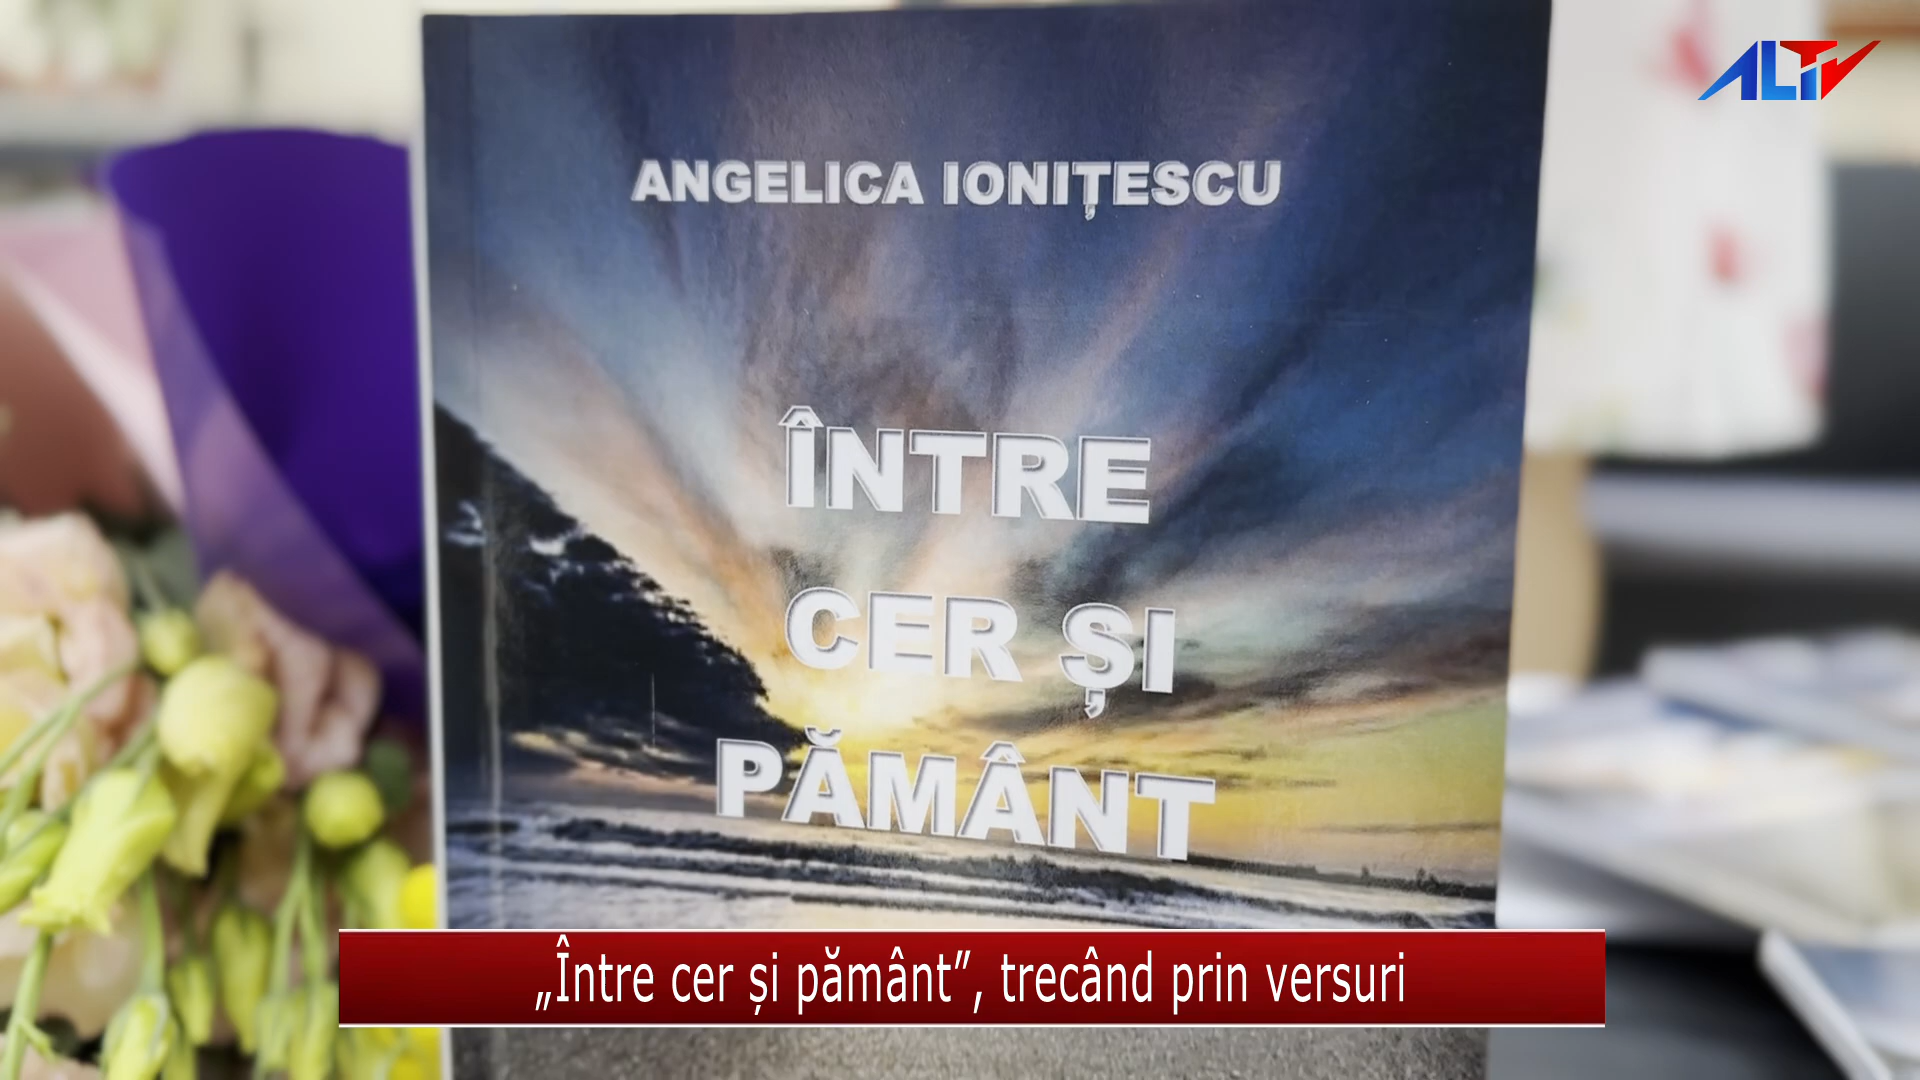 ALTV
ANGELICA IONIȚESCU
ÎNTRE
CER ȘI
PĂMÂNT
„Între cer și pământ”, trecând prin versuri